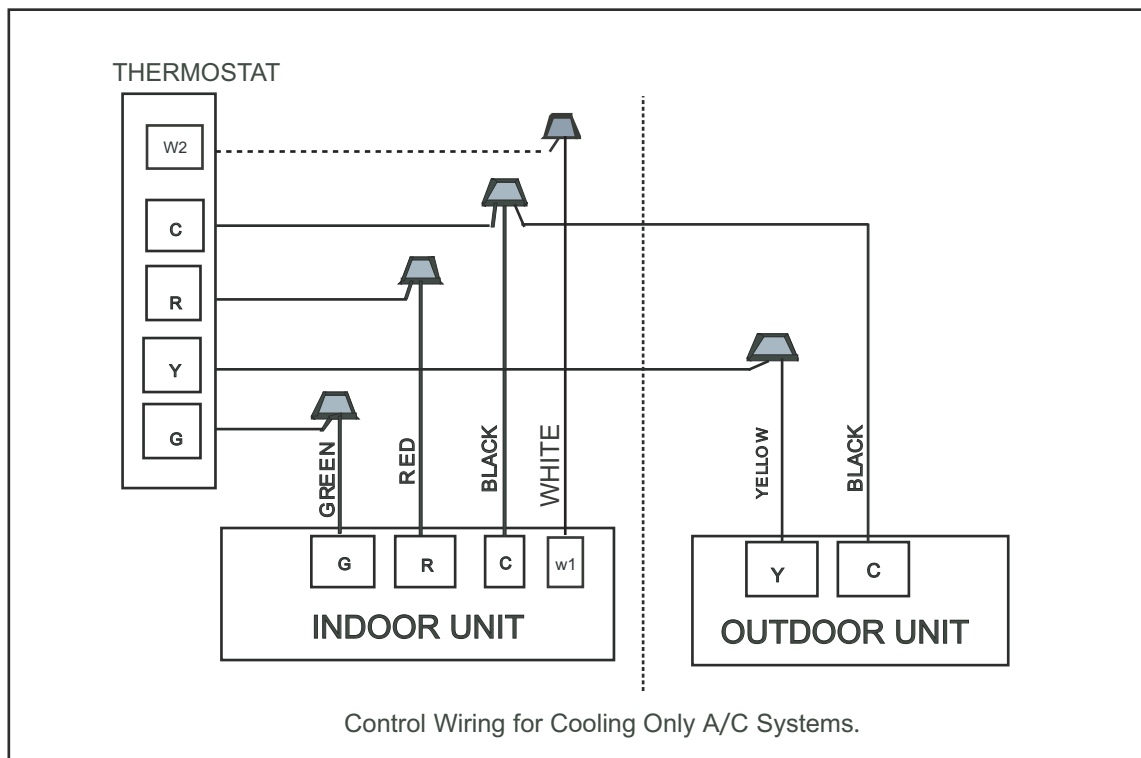 THERMOSTAT
W2
C
R
Y
G
GREEN
RED
BLACK
WHITE
YELLOW
BLACK
G
R
C
w1
INDOOR UNIT
Y
C
OUTDOOR UNIT
Control Wiring for Cooling Only A/C Systems.